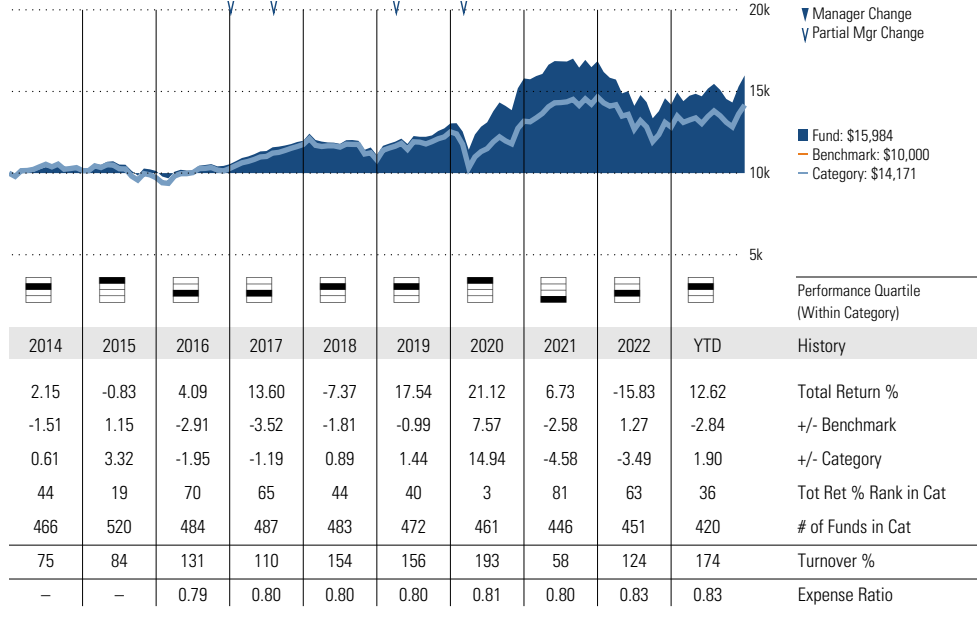 20k
Manager Change
Partial Mgr Change
15k
Fund: $15,984
Benchmark: $10,000
10k
Category: $14,171
5k
Performance Quartile
(Within Category)
2014 2015 2016 2017 2018 2019 2020 2021 2022 YTD History
2.15 -0.83 4.09 13.60 -7.37 17.54 21.12 6.73 -15.83 12.62 Total Return %
-1.51 1.15 -2.91 -3.52 -1.81 -0.99 7.57 -2.58 1.27 -2.84 +/- Benchmark
0.61 3.32 -1.95 -1.19 0.89 1.44 14.94 -4.58 -3.49 1.90 +/- Category
44 19 70 65 44 40 3 81 63 36 Tot Ret % Rank in Cat
466 520 484 487 483 472 461 446 451 420 # of Funds in Cat
75 84 131 110 154 156 193 58 124 174 Turnover %
– – 0.79 0.80 0.80 0.80 0.81 0.80 0.83 0.83 Expense Ratio